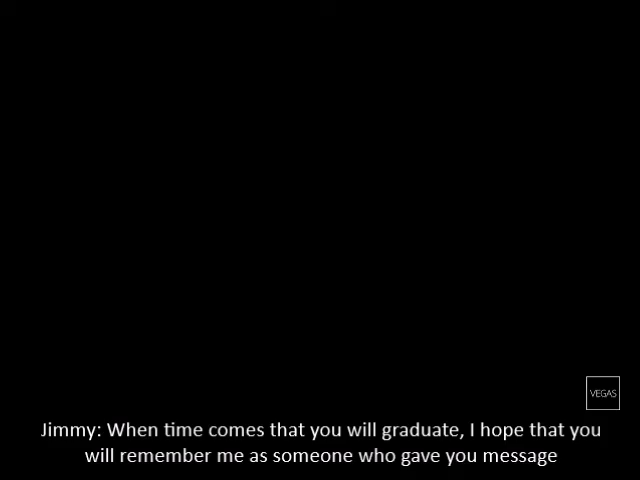 VEGAS
Jimmy: When time comes that you will graduate, I hope that you
will remember me as someone who gave you message